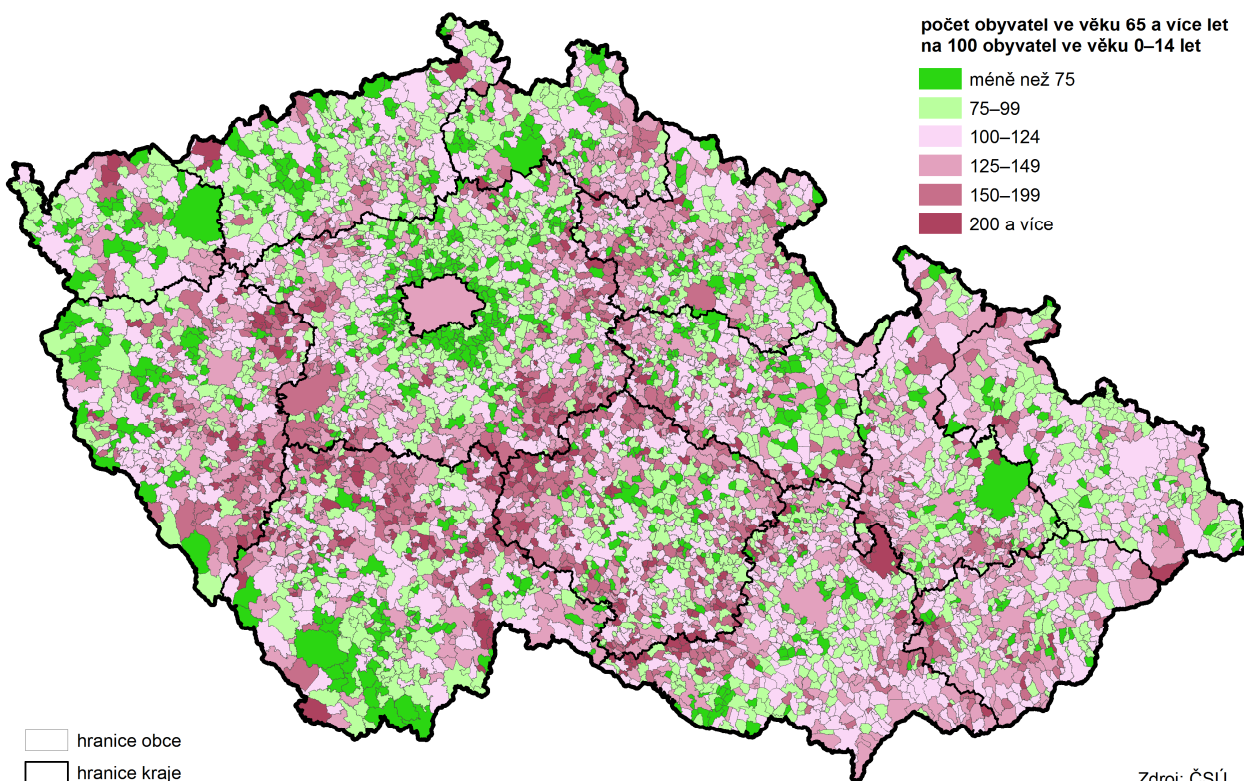 počet obyvatel ve věku 65 a více let
na 100 obyvatel ve věku 0–14 let
méně než 75
75–99
100–124
125–149
150–199
200 a více
hranice obce
hranice kraje
Zdroj: ČSÚ